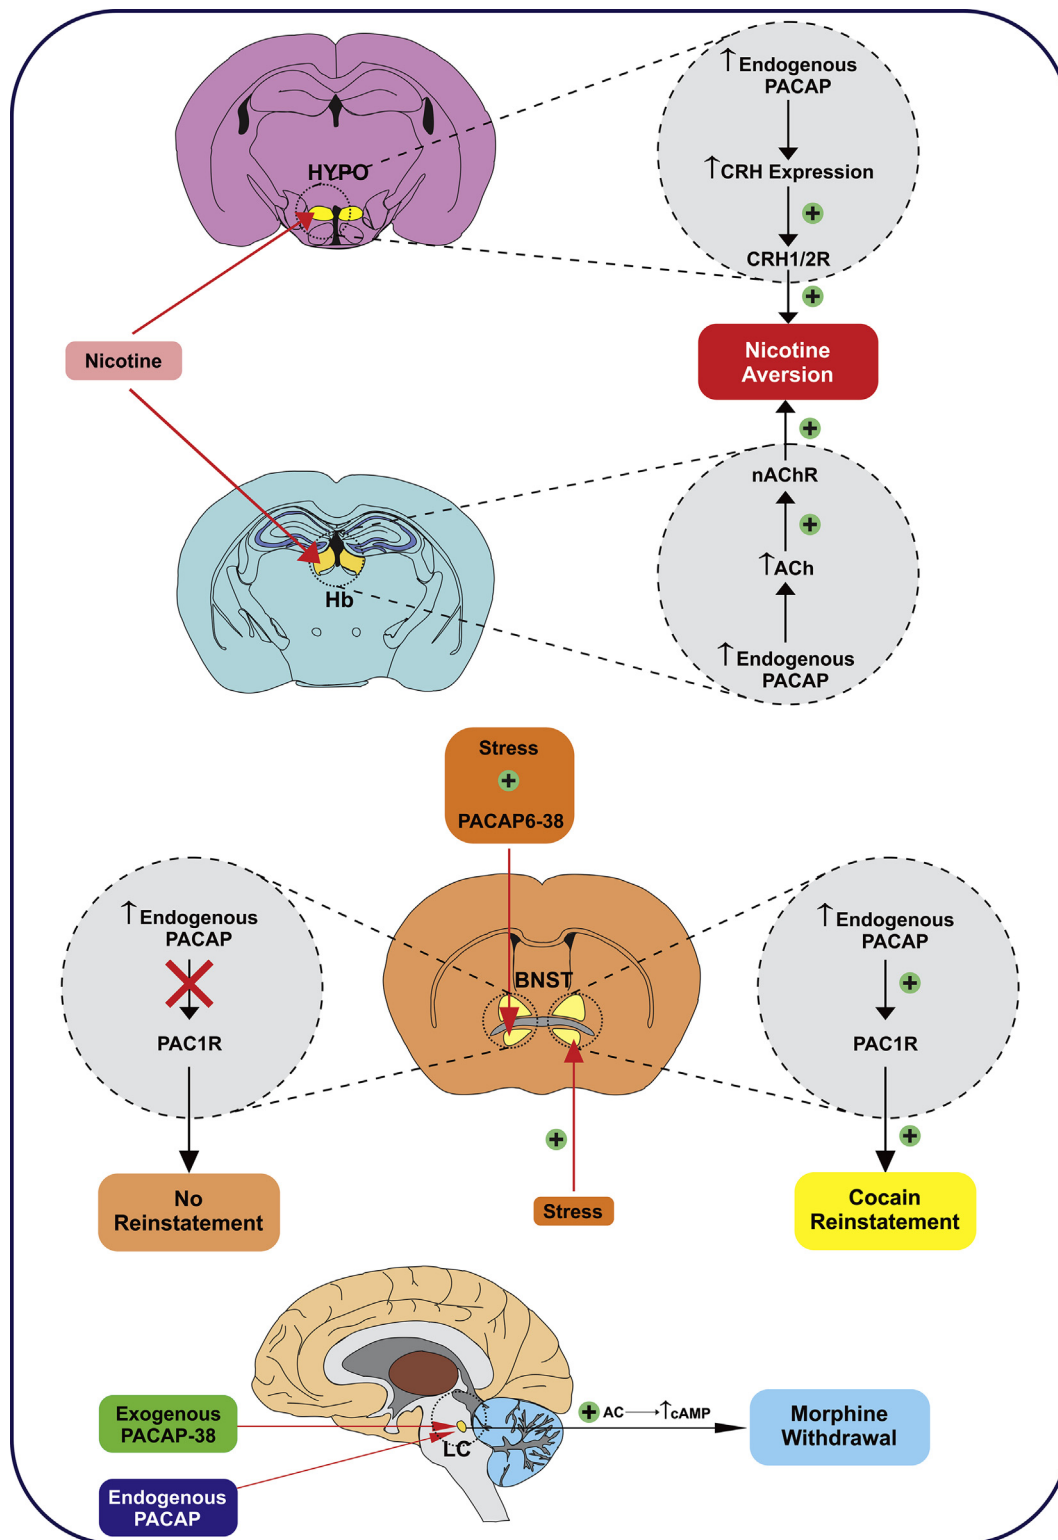 ↑Endogenous
PACAP
HYPO
↑CRH Expression
+
CRH1/2R
+
Nicotine
Nicotine
Aversion
+
nAChR
+
↑ACh
Hb
↑Endogenous
PACAP
Stress
+
PACAP6-38
↑Endogenous
PACAP
PAC1R
BNST
↑Endogenous
PACAP
+
PAC1R
+
+
No
Reinstatement
Stress
Cocain
Reinstatement
Exogenous
PACAP-38
LC
+ AC→↑cAMP
Morphine
Withdrawal
Endogenous
PACAP